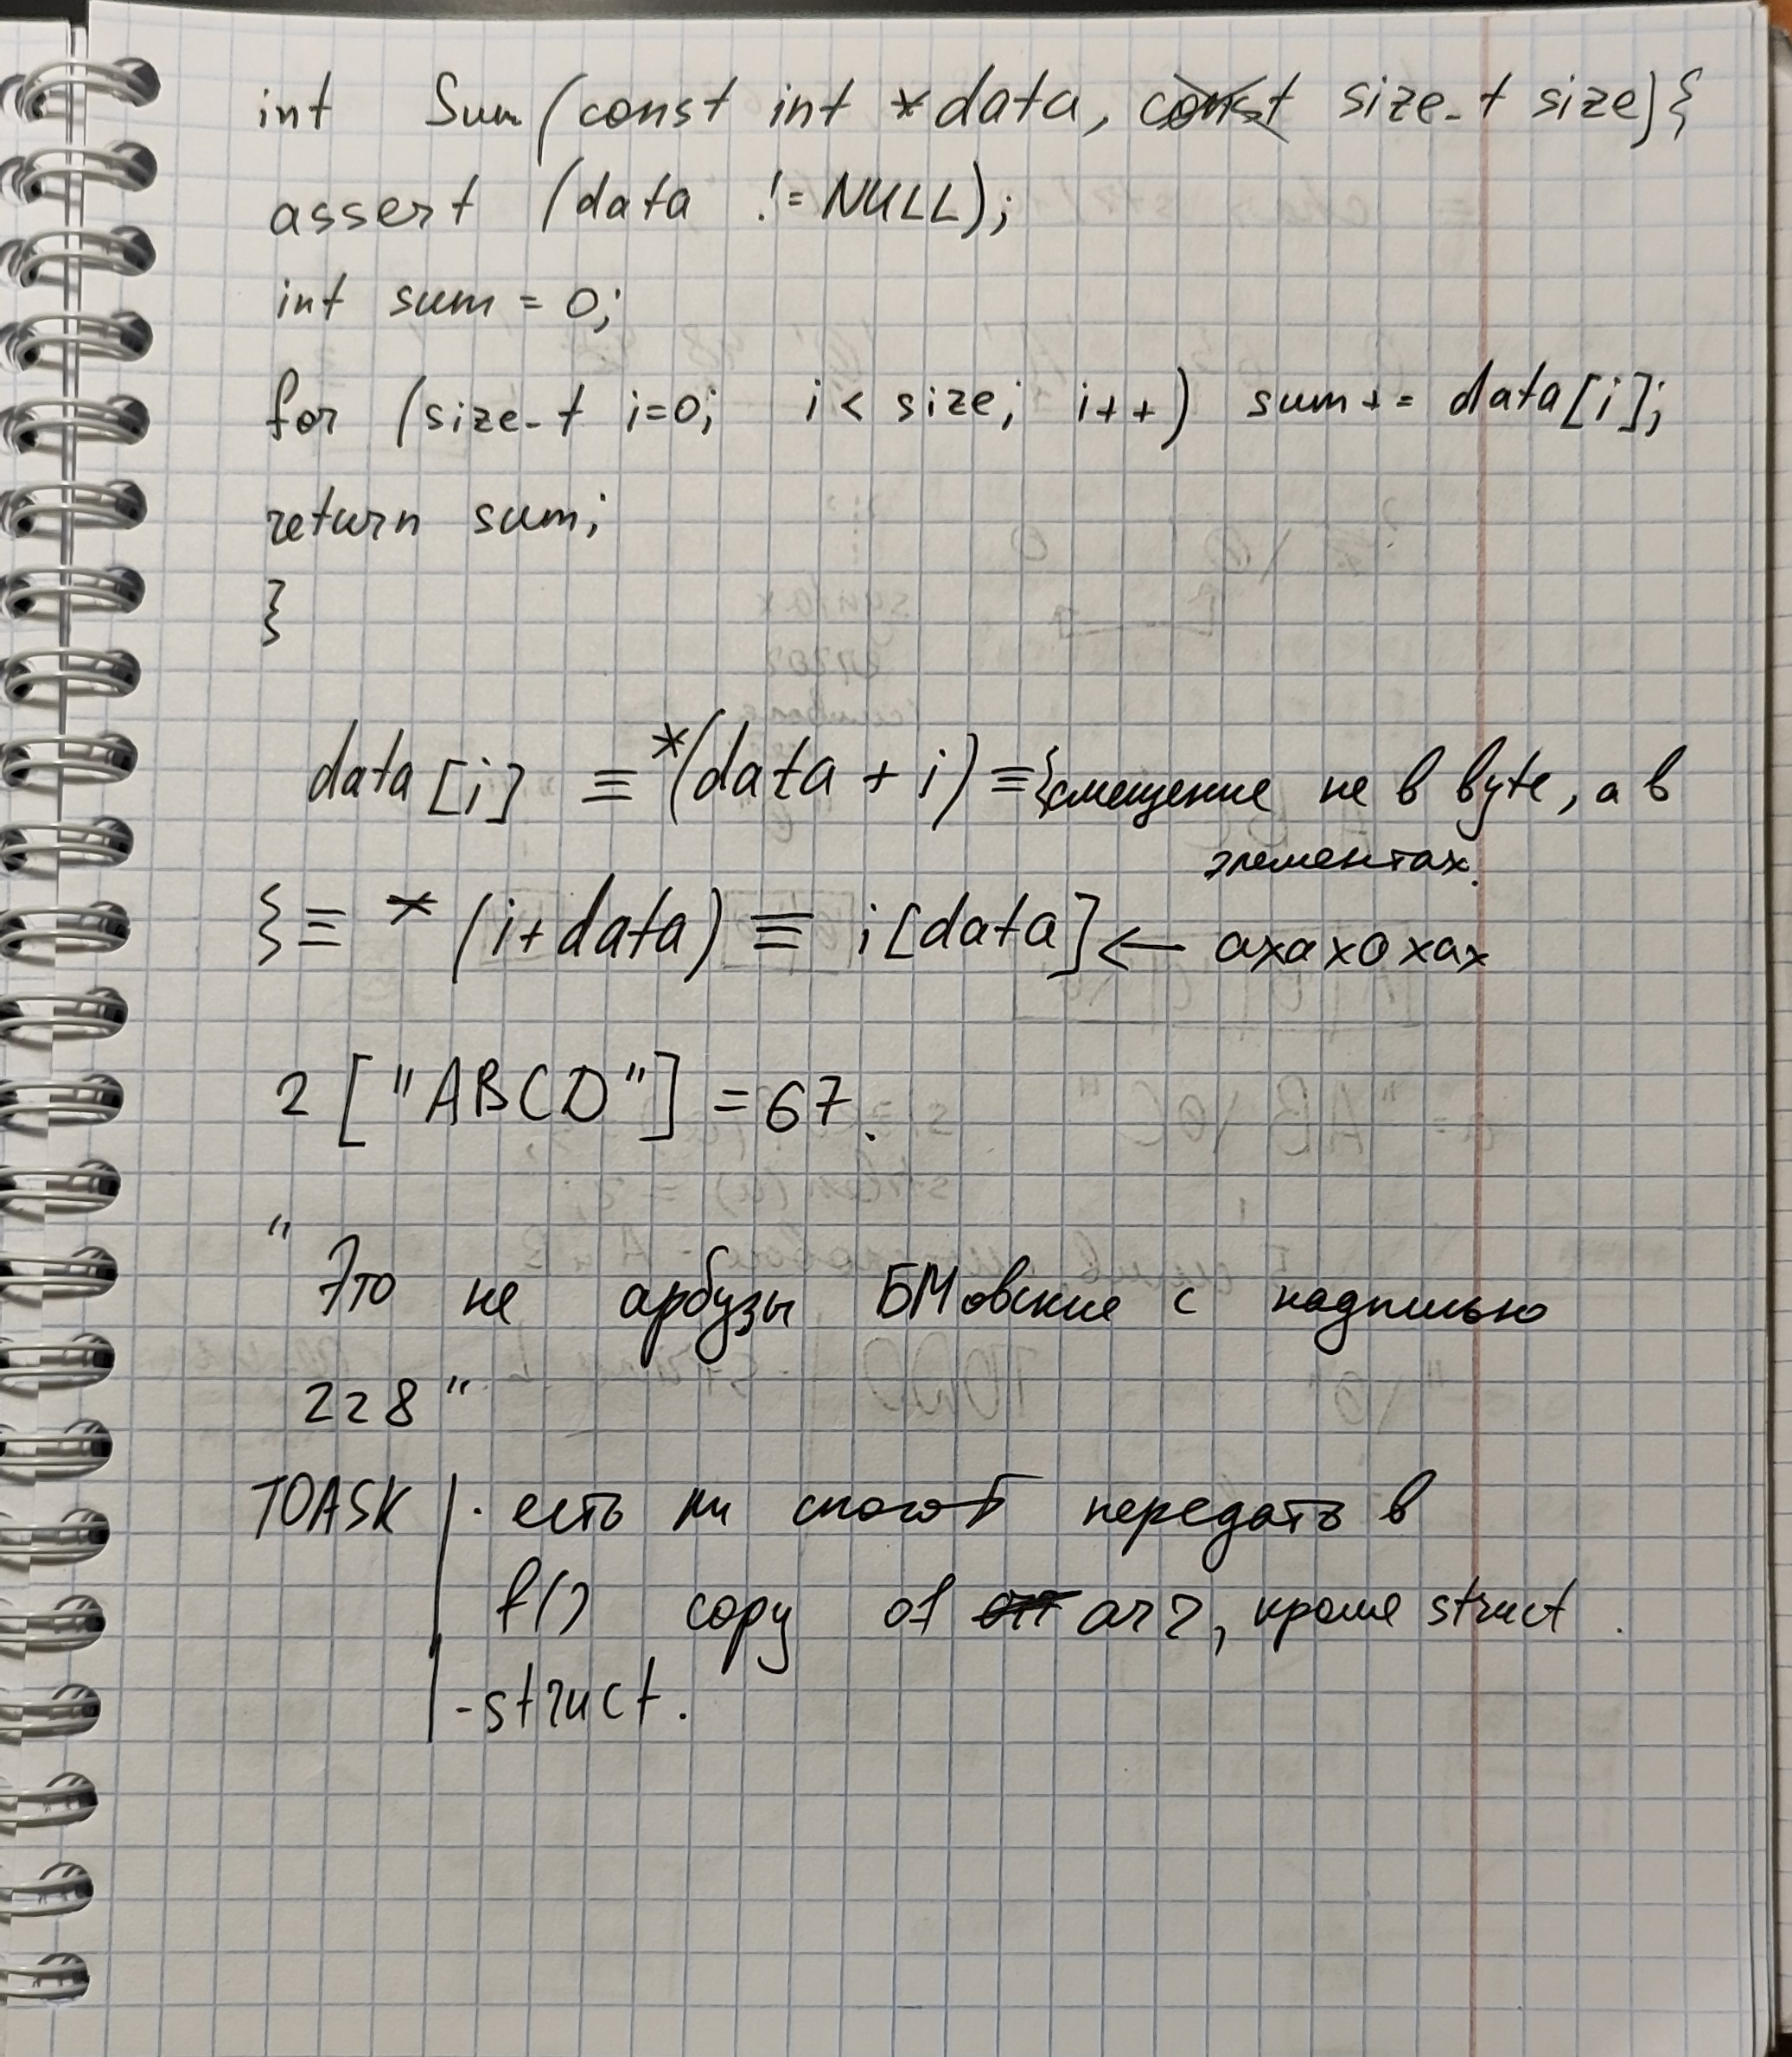 int Sum (const int *data, const size_t size) {
assert (data != NULL);
int sum = 0;
for (size_t i=0; i < size; i++) sum += data[i];
return sum;
}
data [i] ≡ *(data + i) ≡ {смещение не в byte, а в
элементах.
} ≡ * (i + data) ≡ i [data] ← ахахохах
2 ["ABCD"] = 67.
"Это не арбузы БМовские с надписью
228"
TOASK | · есть ли способ передать в
f() copy of arr, кроме struct.
- struct.